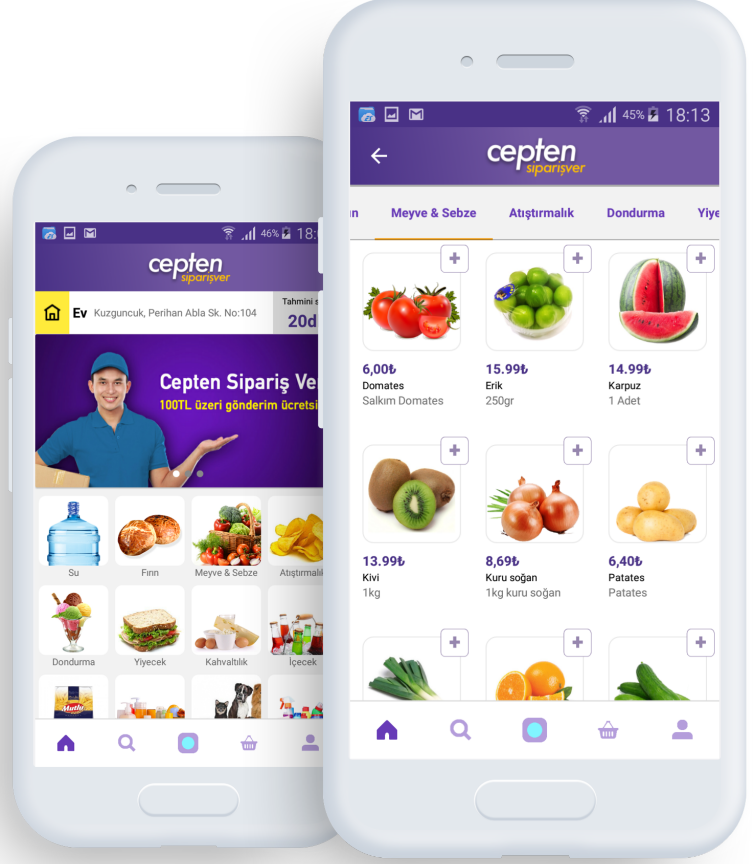 46%
18:
cepten
siparişver
Ev Kuzguncuk, Perihan Abla Sk. No:104
Tahmini s
20d
Cepten Sipariş Ve
100TL üzeri gönderim ücretsi
Su
Fırın
Meyve & Sebze
Atıştırmalık
Dondurma
Yiyecek
Kahvaltılık
İçecek
Mutlu
45%
18:13
cepten
siparişver
ın
Meyve & Sebze
Atıştırmalık
Dondurma
Yiye
6,00₺
15.99₺
14.99₺
Domates
Erik
Karpuz
Salkım Domates
250gr
1 Adet
13.99₺
8,69₺
6,40₺
Kivi
Kuru soğan
Patates
1kg
1kg kuru soğan
Patates